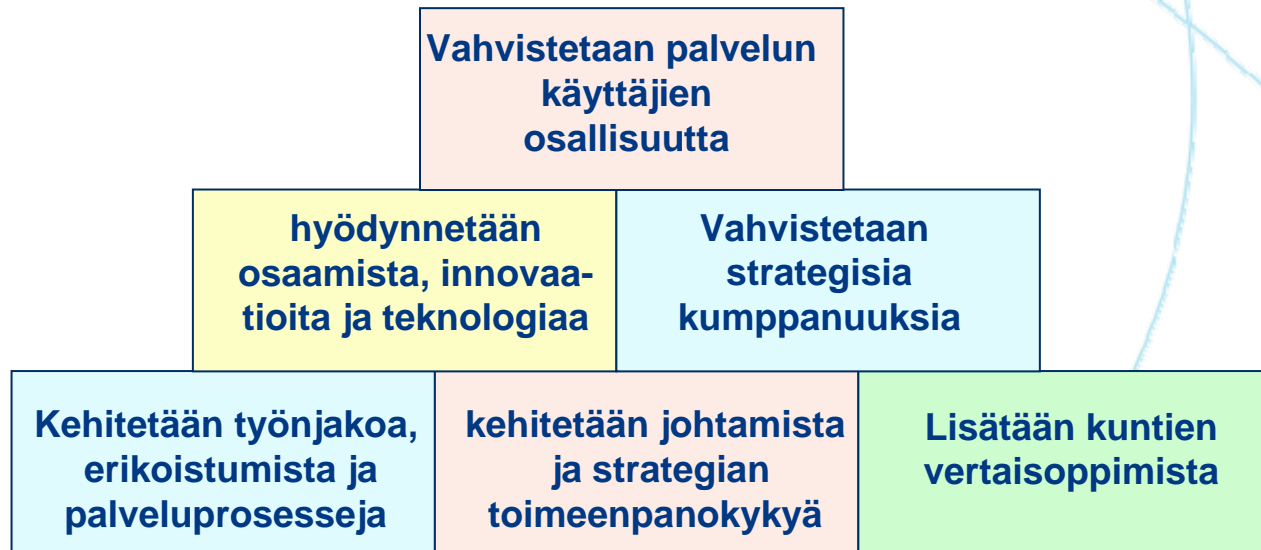 Vahvistetaan palvelun
käyttäjien
osallisuutta
hyödynnetään
osaamista, innovaa-
tioita ja teknologiaa
Vahvistetaan
strategisia
kumppanuuksia
Kehitetään työnjakoa,
erikoistumista ja
palveluprosesseja
kehitetään johtamista
ja strategian
toimeenpanokykyä
Lisätään kuntien
vertaisoppimista